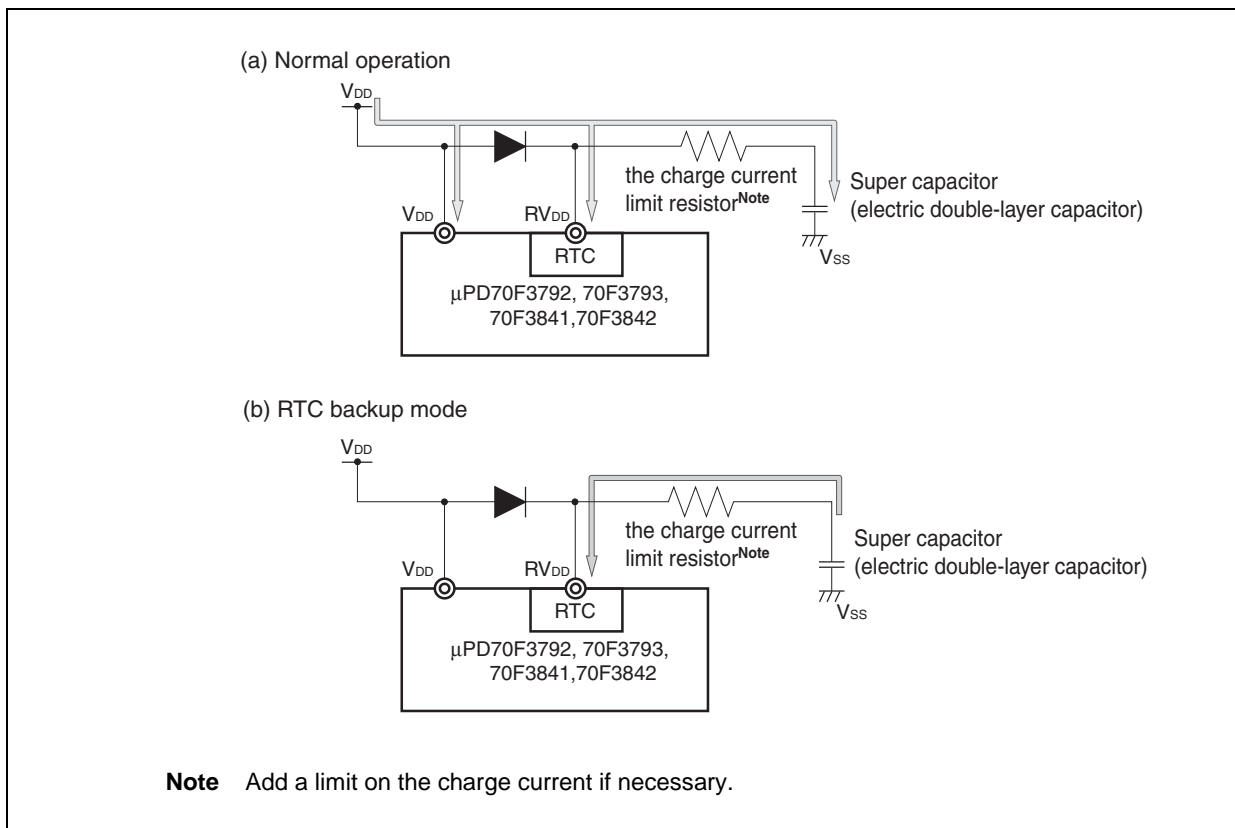 (a) Normal operation
VDD
the charge current
limit resistorNote
Super capacitor
(electric double-layer capacitor)
VDD
RVDD
VSS
RTC
µPD70F3792, 70F3793,
70F3841,70F3842
(b) RTC backup mode
VDD
the charge current
limit resistorNote
Super capacitor
(electric double-layer capacitor)
VDD
RVDD
VSS
RTC
µPD70F3792, 70F3793,
70F3841,70F3842
Note Add a limit on the charge current if necessary.